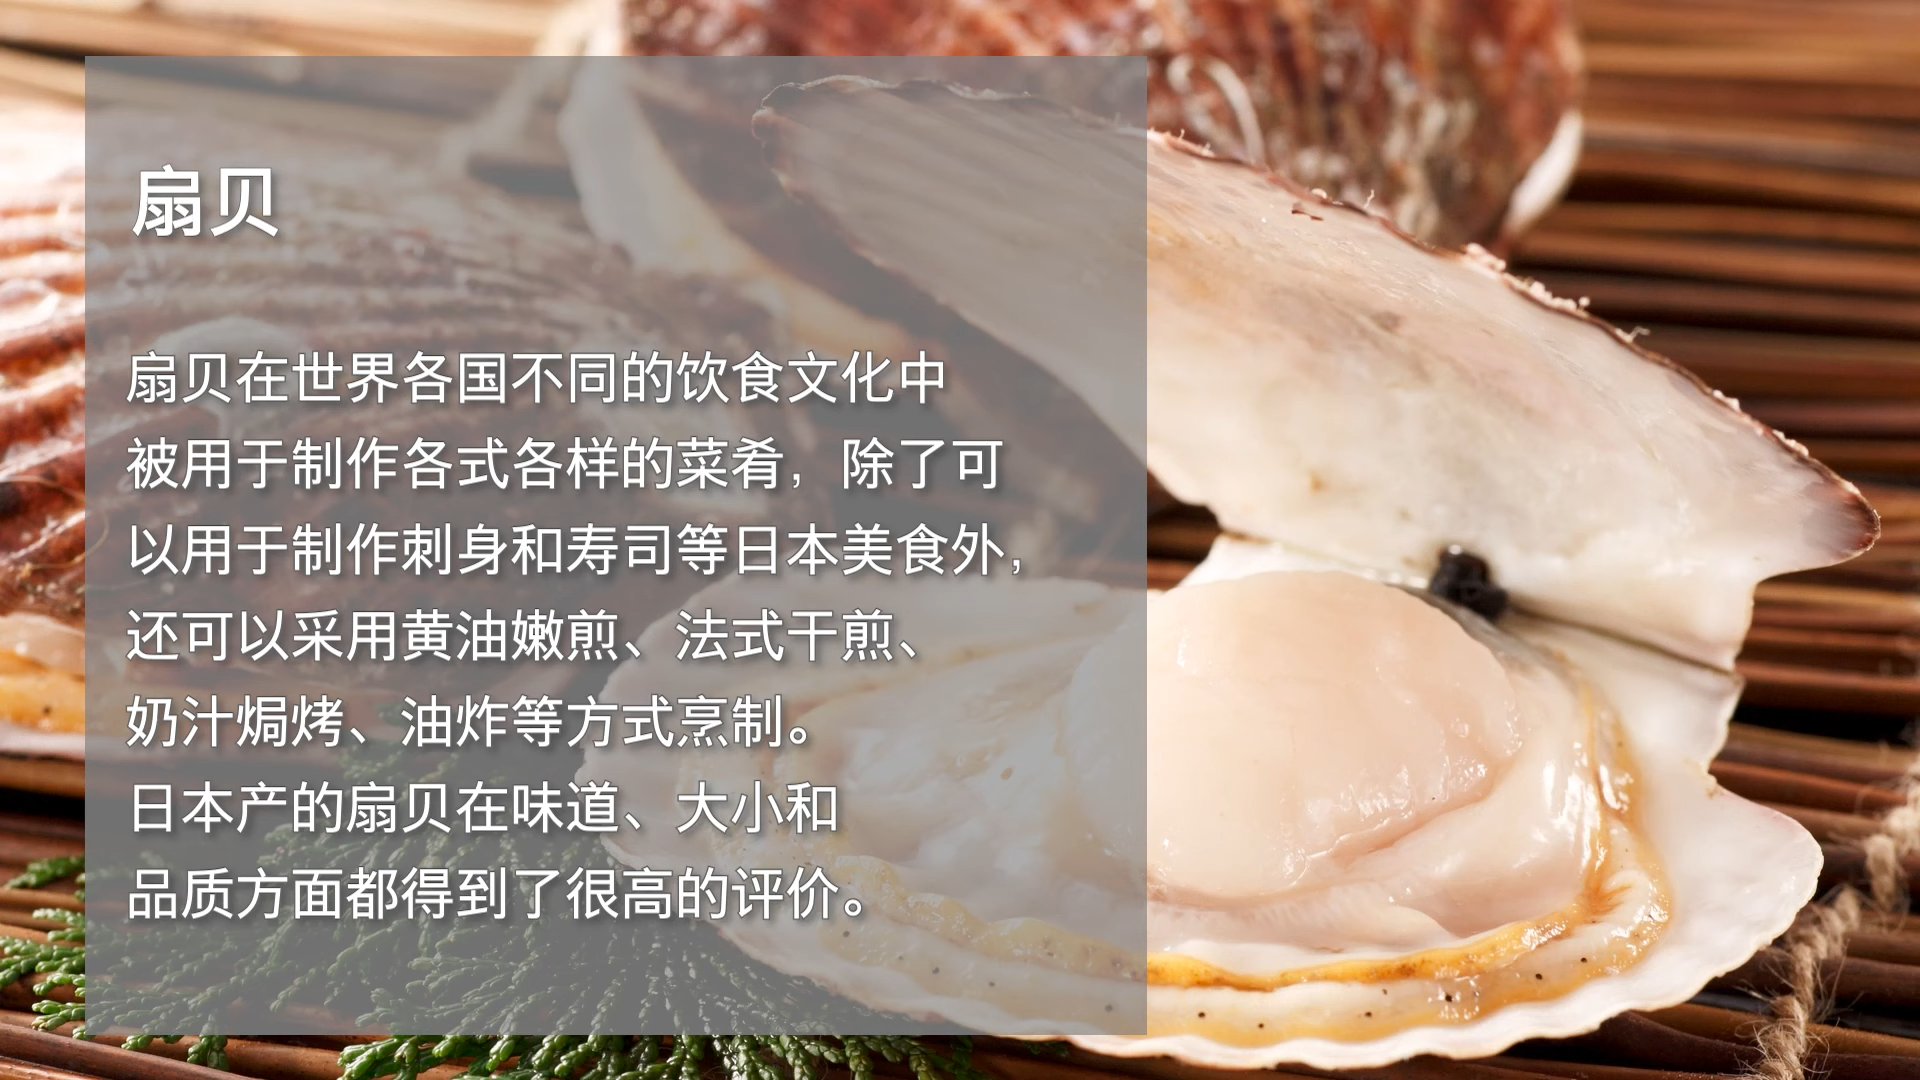 扇贝
扇贝在世界各国不同的饮食文化中
被用于制作各式各样的菜肴，除了可
以用于制作刺身和寿司等日本美食外，
还可以采用黄油嫩煎、法式干煎、
奶汁焗烤、油炸等方式烹制。
日本产的扇贝在味道、大小和
品质方面都得到了很高的评价。